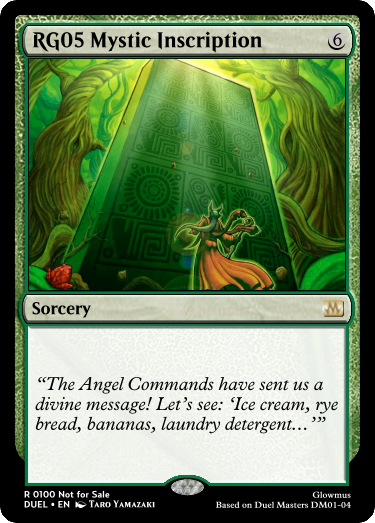 RG05 Mystic Inscription 6
Sorcery
“The Angel Commands have sent us a
divine message! Let’s see: ‘Ice cream, rye
bread, bananas, laundry detergent…’”
R 0100 Not for Sale
DUEL • EN Taro Yamazaki
Glowmus
Based on Duel Masters DM01-04